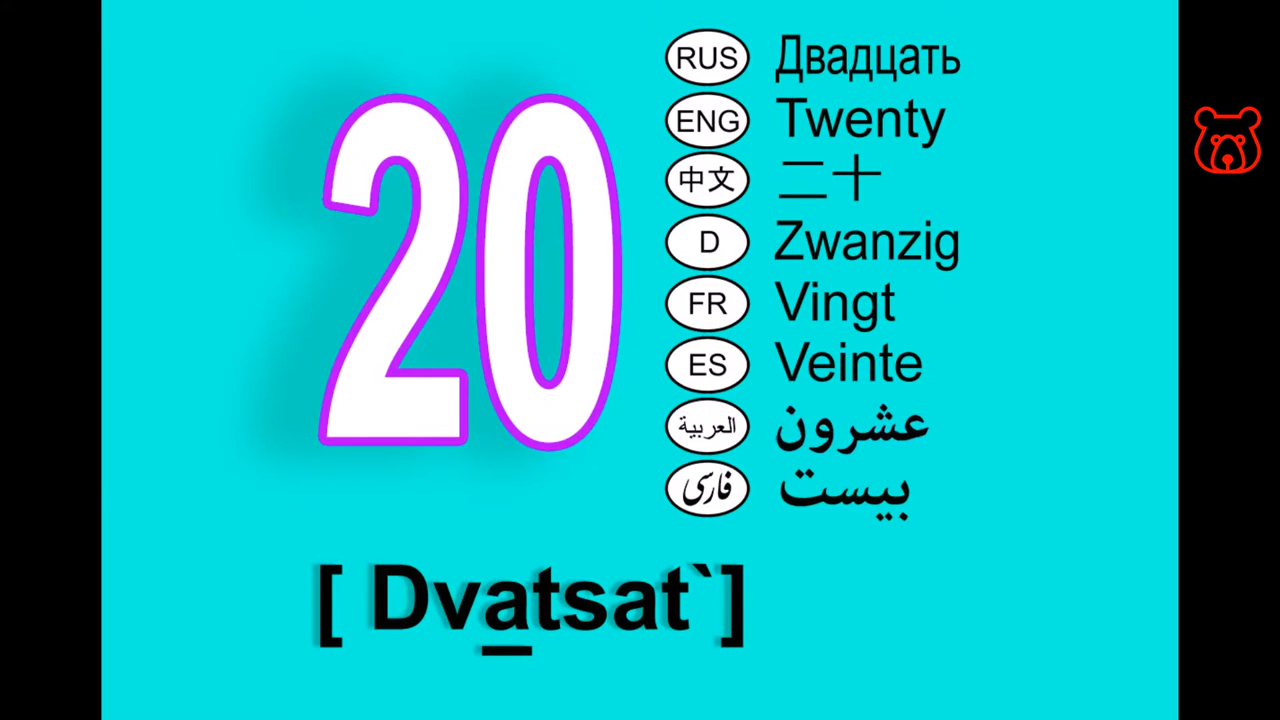 20
RUS Двадцать
ENG Twenty
中文 二十
D Zwanzig
FR Vingt
ES Veinte
العربية عشرون
فارسی بیست
[ Dvatsat`]